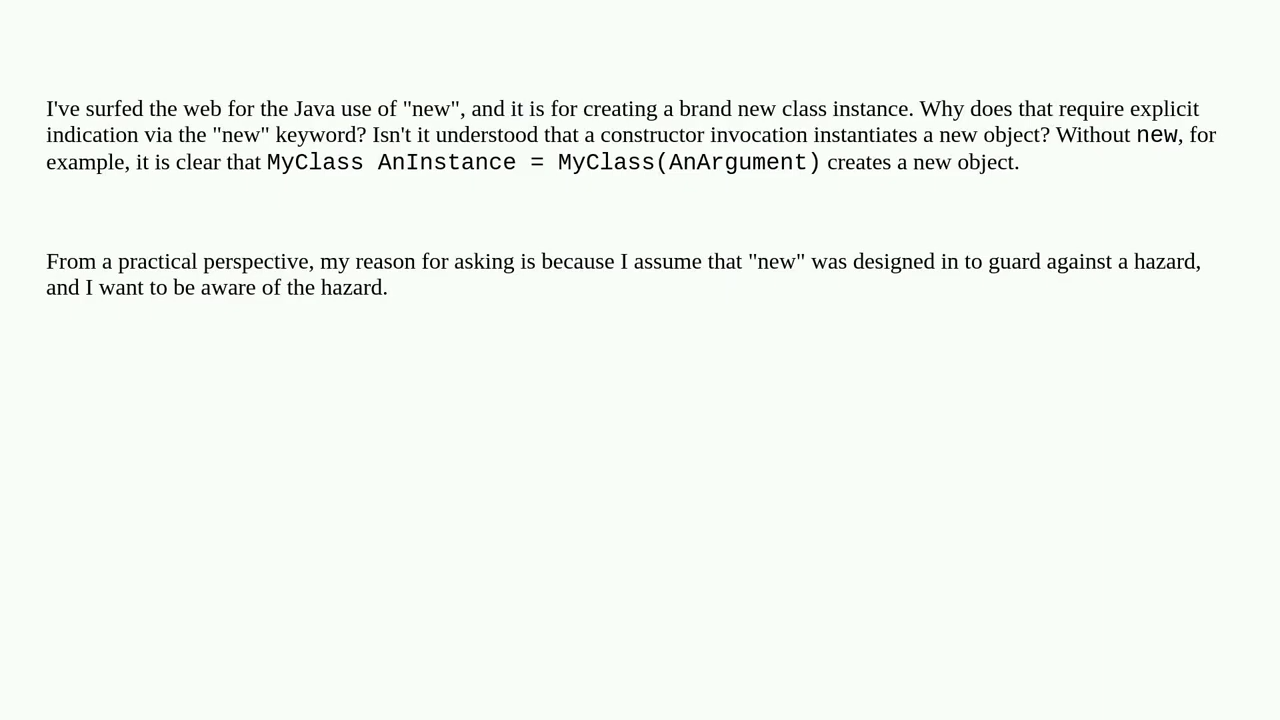 I've surfed the web for the Java use of "new", and it is for creating a brand new class instance. Why does that require explicit
indication via the "new" keyword? Isn't it understood that a constructor invocation instantiates a new object? Without new, for
example, it is clear that MyClass AnInstance = MyClass(AnArgument) creates a new object.
From a practical perspective, my reason for asking is because I assume that "new" was designed in to guard against a hazard,
and I want to be aware of the hazard.